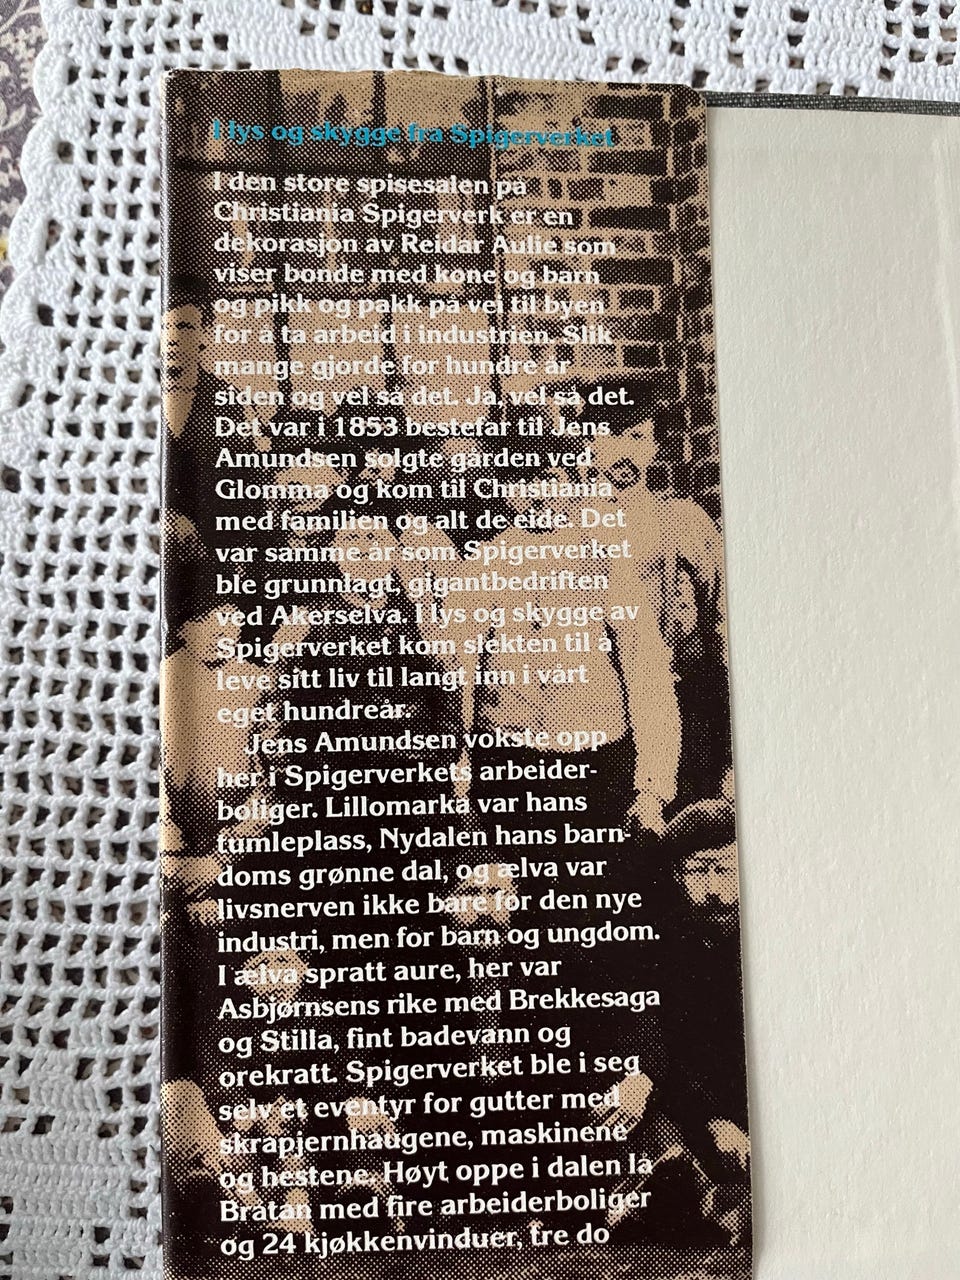 I lys og skygge fra Spigerverket
I den store spisesalen på
Christiania Spigerverk er en
dekorasjon av Reidar Aulie som
viser bonde med kone og barn
og pikk og pakk på vei til byen
for å ta arbeid i industrien. Slik
mange gjorde for hundre år
siden og vel så det. Ja, vel så det.
Det var i 1853 bestefar til Jens
Amundsen solgte gården ved
Glomma og kom til Christiania
med familien og alt de eide. Det
var samme år som Spigerverket
ble grunnlagt, gigantbedriften
ved Akerselva. I lys og skygge av
Spigerverket kom slekten til å
leve sitt liv til langt inn i vårt
eget hundreår.
Jens Amundsen vokste opp
her i Spigerverkets arbeider-
boliger. Lillomarka var hans
tumleplass, Nydalen hans barn-
doms grønne dal, og ælva var
livsnerven ikke bare for den nye
industri, men for barn og ungdom.
I ælva spratt aure, her var
Asbjørnsens rike med Brekkesaga
og Stilla, fint badevann og
orekratt. Spigerverket ble i seg
selv et eventyr for gutter med
skrapjernhaugene, maskinene
og hestene. Høyt oppe i dalen lå
Bråtan med fire arbeiderboliger
og 24 kjøkkenvinduer, tre do